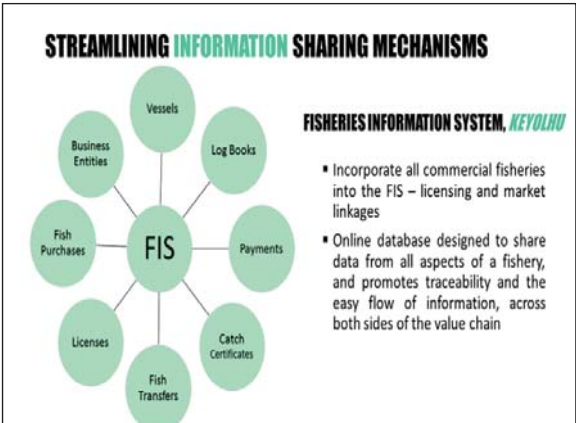 STREAMLINING INFORMATION SHARING MECHANISMS
Vessels
Log Books
Payments
Catch
Certificates
Fish
Transfers
Licenses
Fish
Purchases
Business
Entities
FIS
FISHERIES INFORMATION SYSTEM, KEYOLHU
▪ Incorporate all commercial fisheries
into the FIS – licensing and market
linkages
▪ Online database designed to share
data from all aspects of a fishery,
and promotes traceability and the
easy flow of information, across
both sides of the value chain